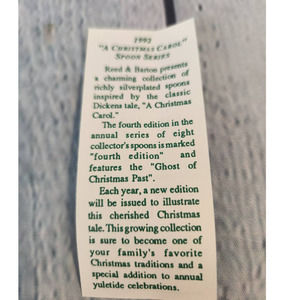 1993
"A CHRISTMAS CAROL"
SPOON SERIES
Reed & Barton presents
a charming collection of
richly silverplated spoons
inspired by the classic
Dickens tale, "A Christmas
Carol."
The fourth edition in the
annual series of eight
collector's spoons is marked
"fourth edition" and
features the "Ghost of
Christmas Past".
Each year, a new edition
will be issued to illustrate
this cherished Christmas
tale. This growing collection
is sure to become one of
your family's favorite
Christmas traditions and a
special addition to annual
yuletide celebrations.